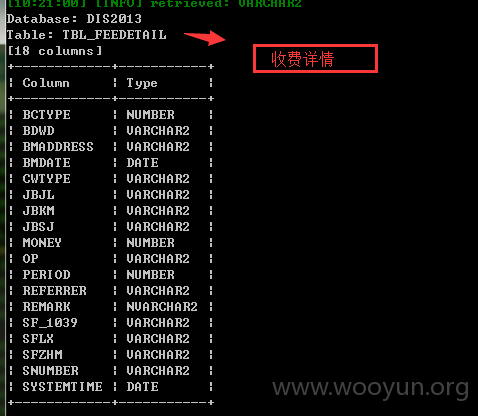 [10:21:00] [INFO] retrieved: VARCHAR2
Database: DIS2013
Table: TBL_FEEDETAIL
收费详情
[18 columns]
+-----------+-----------+
| Column | Type |
+-----------+-----------+
| BCTYPE | NUMBER |
| BDWD | VARCHAR2 |
| BMADDRESS | VARCHAR2 |
| BMDATE | DATE |
| CWTYPE | VARCHAR2 |
| JBJL | VARCHAR2 |
| JBKM | VARCHAR2 |
| JBSJ | VARCHAR2 |
| MONEY | NUMBER |
| OP | VARCHAR2 |
| PERIOD | NUMBER |
| REFERRER | VARCHAR2 |
| REMARK | NVARCHAR2 |
| SF_1039 | VARCHAR2 |
| SFLX | VARCHAR2 |
| SFZHM | VARCHAR2 |
| SNUMBER | VARCHAR2 |
| SYSTEMTIME | DATE |
+-----------+-----------+
www.wooyun.org